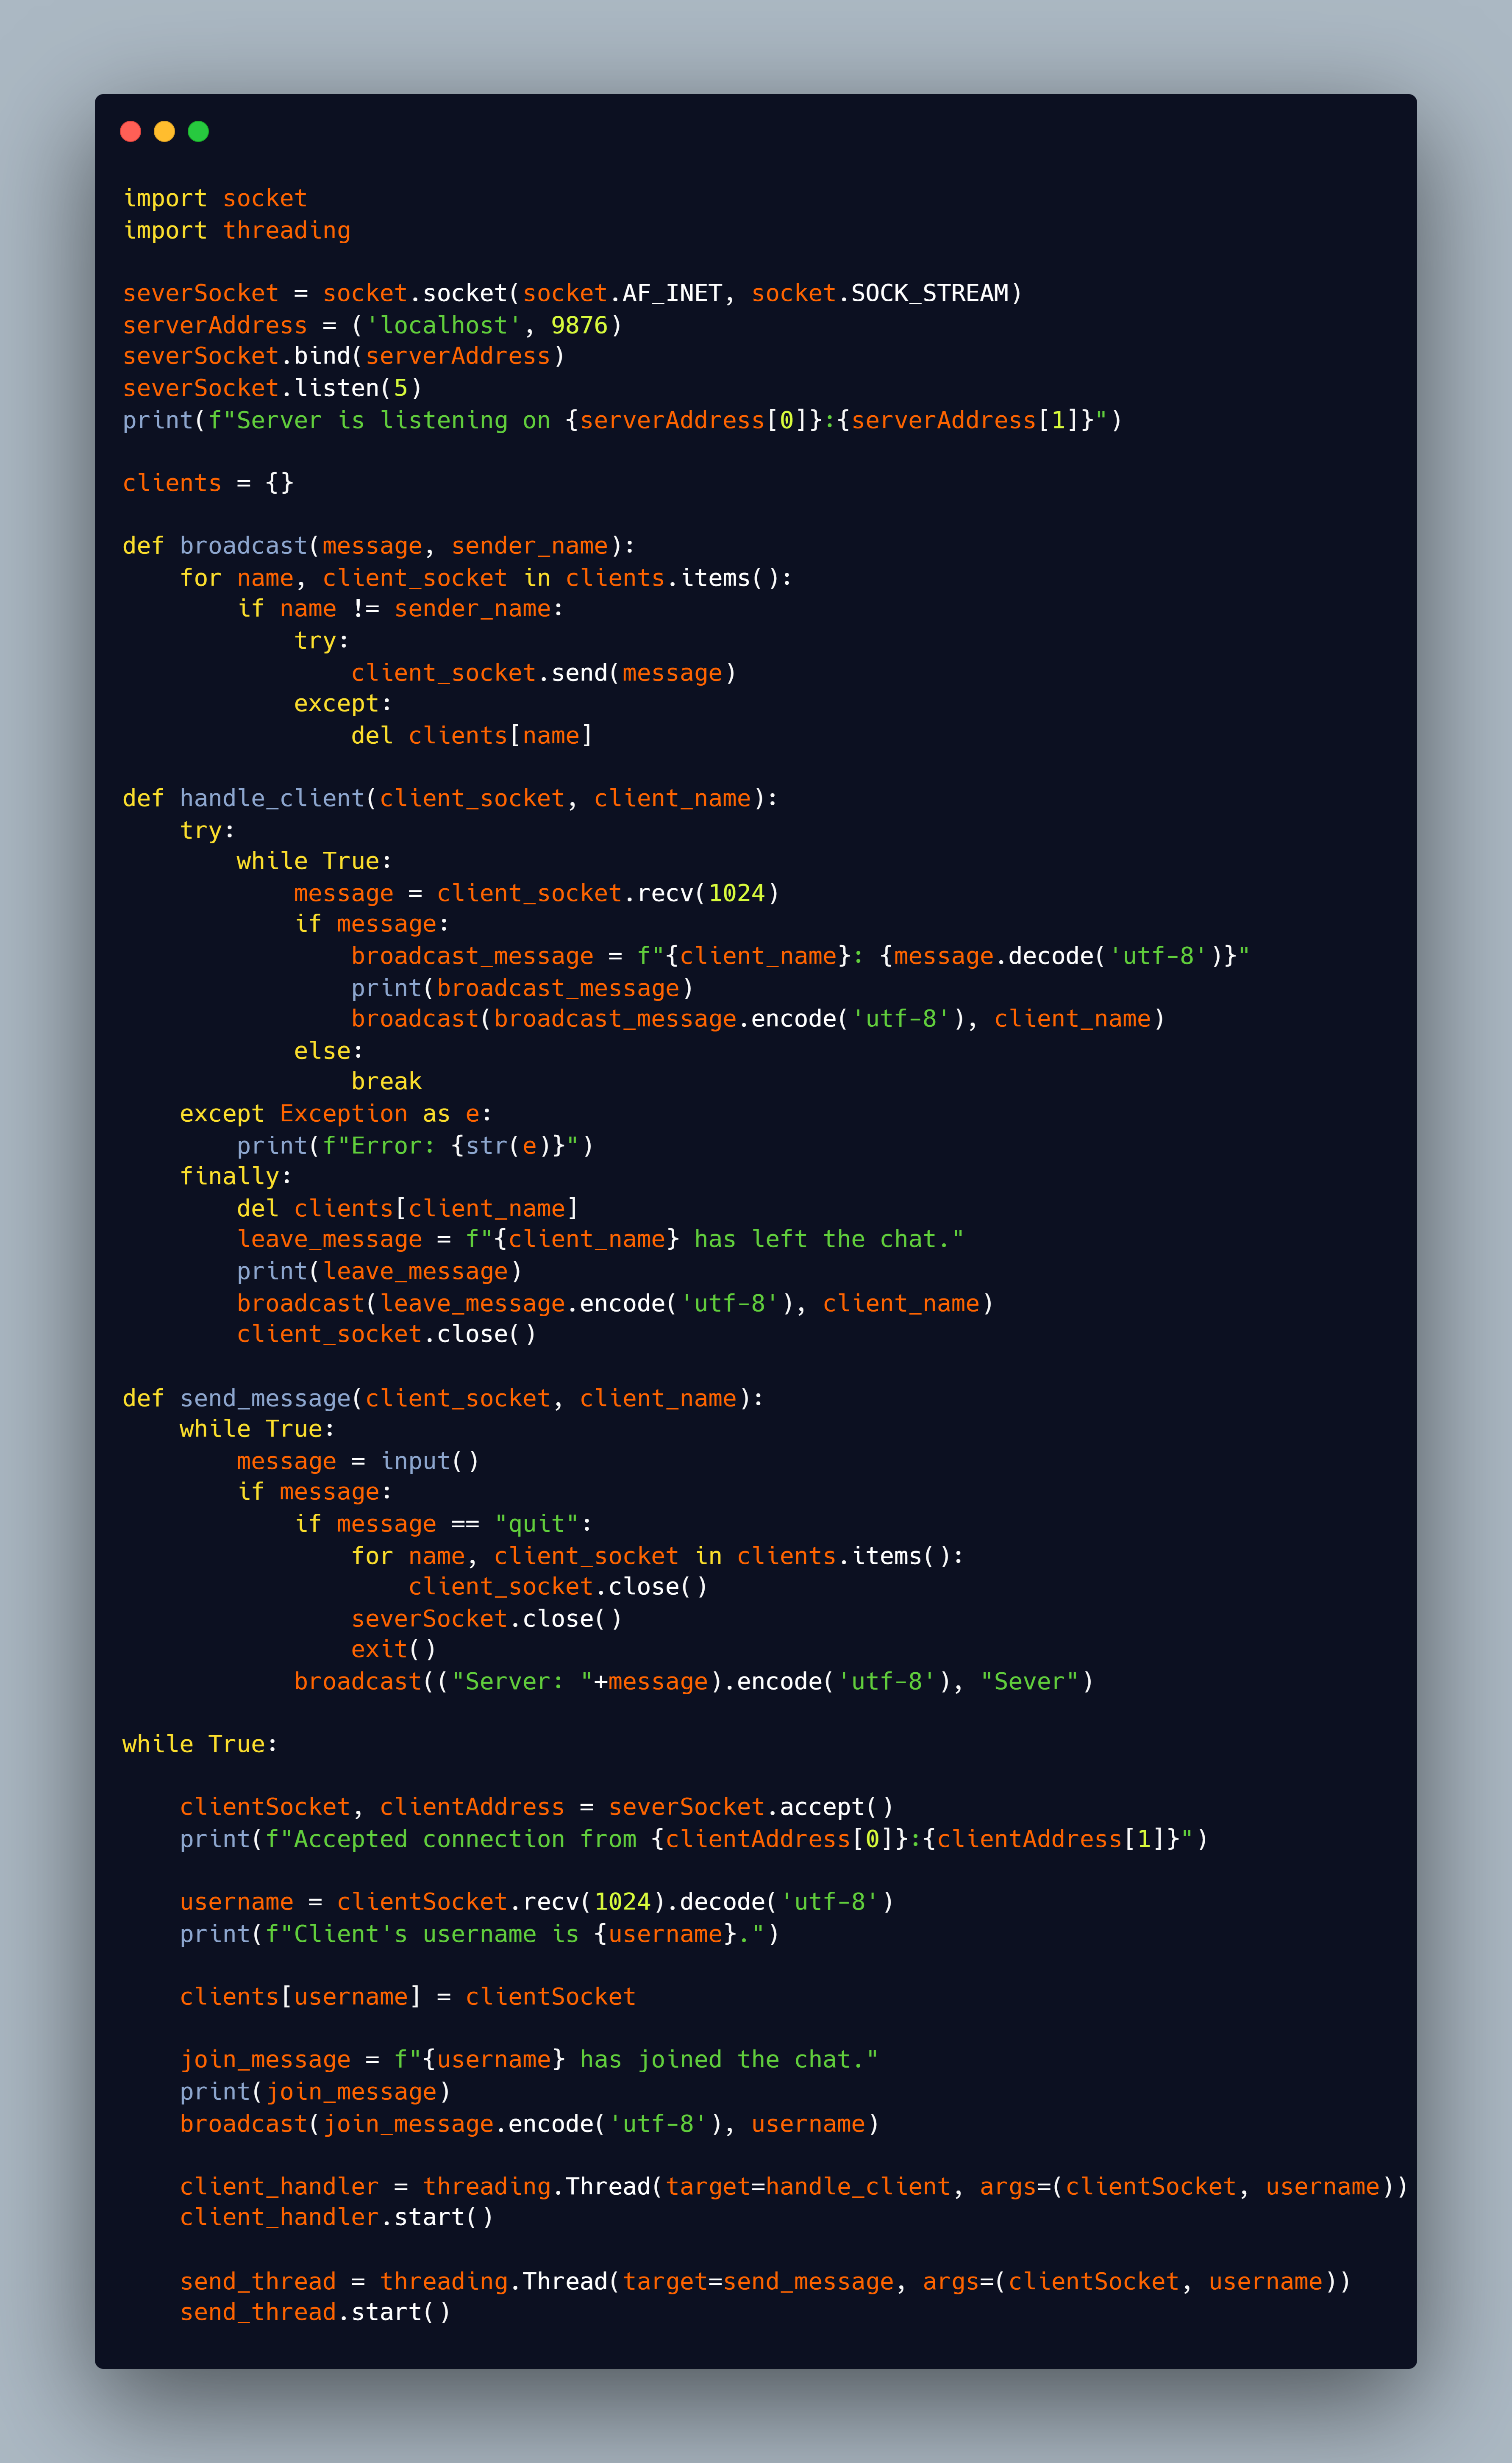 import socket
import threading

severSocket = socket.socket(socket.AF_INET, socket.SOCK_STREAM)
serverAddress = ('localhost', 9876)
severSocket.bind(serverAddress)
severSocket.listen(5)
print(f"Server is listening on {serverAddress[0]}:{serverAddress[1]}")

clients = {}

def broadcast(message, sender_name):
    for name, client_socket in clients.items():
        if name != sender_name:
            try:
                client_socket.send(message)
            except:
                del clients[name]

def handle_client(client_socket, client_name):
    try:
        while True:
            message = client_socket.recv(1024)
            if message:
                broadcast_message = f"{client_name}: {message.decode('utf-8')}"
                print(broadcast_message)
                broadcast(broadcast_message.encode('utf-8'), client_name)
            else:
                break
    except Exception as e:
        print(f"Error: {str(e)}")
    finally:
        del clients[client_name]
        leave_message = f"{client_name} has left the chat."
        print(leave_message)
        broadcast(leave_message.encode('utf-8'), client_name)
        client_socket.close()

def send_message(client_socket, client_name):
    while True:
        message = input()
        if message:
            if message == "quit":
                for name, client_socket in clients.items():
                    client_socket.close()
                severSocket.close()
                exit()
            broadcast(("Server: "+message).encode('utf-8'), "Sever")

while True:

    clientSocket, clientAddress = severSocket.accept()
    print(f"Accepted connection from {clientAddress[0]}:{clientAddress[1]}")

    username = clientSocket.recv(1024).decode('utf-8')
    print(f"Client's username is {username}.")

    clients[username] = clientSocket

    join_message = f"{username} has joined the chat."
    print(join_message)
    broadcast(join_message.encode('utf-8'), username)

    client_handler = threading.Thread(target=handle_client, args=(clientSocket, username))
    client_handler.start()

    send_thread = threading.Thread(target=send_message, args=(clientSocket, username))
    send_thread.start()